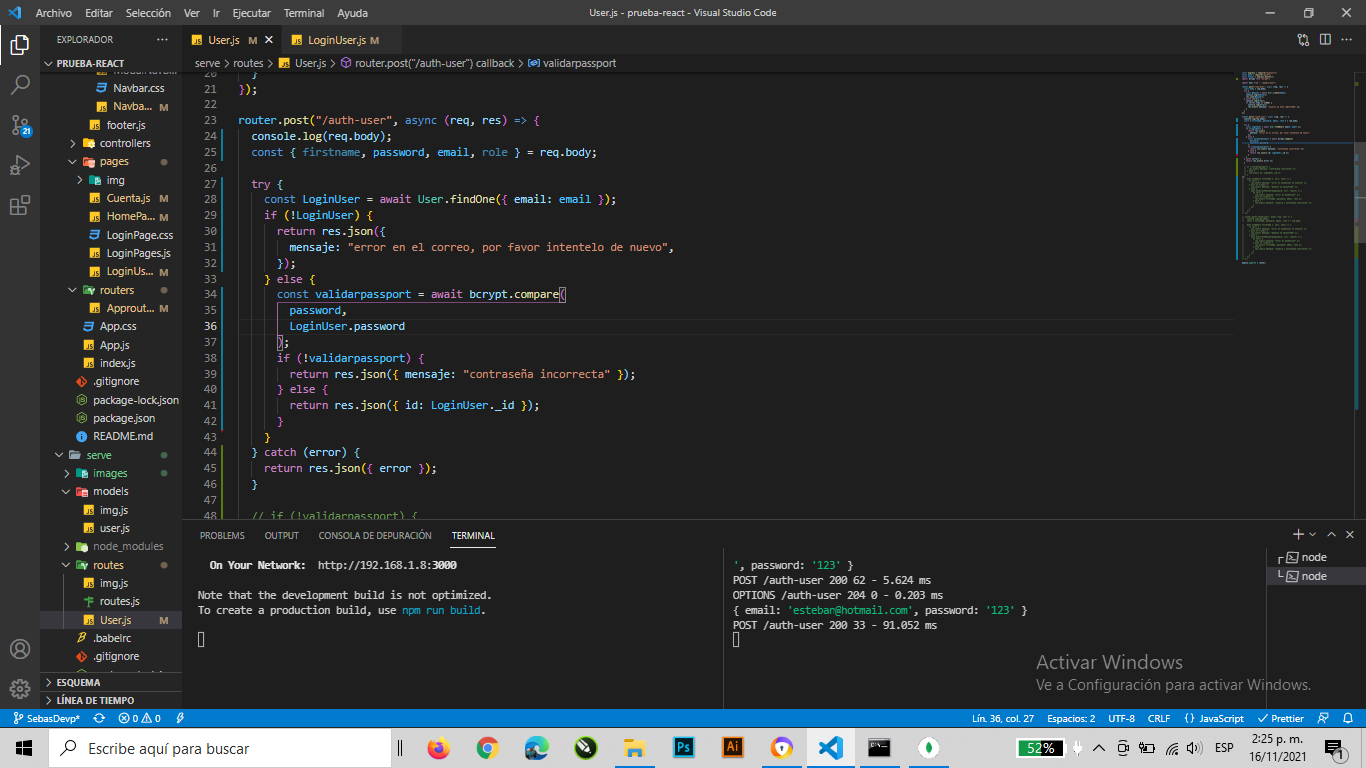 Archivo Editar Selección Ver Ir Ejecutar Terminal Ayuda
User.js - prueba-react - Visual Studio Code
EXPLORADOR
User.js M
LoginUser.js M
PRUEBA-REACT
serve > routes > User.js > router.post("/auth-user") callback > validarpassport
Navbar.css
Navba... M
footer.js
controllers
pages
img
Cuenta.js M
HomePa... M
LoginPage.css
LoginPages.js
LoginUs... M
routers
Approut... M
App.css
App.js
index.js
.gitignore
package-lock.json
package.json
README.md
serve
images
models
img.js
user.js
node_modules
routes
img.js
routes.js
User.js M
.babelrc
.gitignore
ESQUEMA
LÍNEA DE TIEMPO
21
20 }
21 });
22
23 router.post("/auth-user", async (req, res) => {
24 console.log(req.body);
25 const { firstname, password, email, role } = req.body;
26
27 try {
28 const LoginUser = await User.findOne({ email: email });
29 if (!LoginUser) {
30 return res.json({
31 mensaje: "error en el correo, por favor intentelo de nuevo",
32 });
33 } else {
34 const validarpassport = await bcrypt.compare(
35 password,
36 LoginUser.password
37 );
38 if (!validarpassport) {
39 return res.json({ mensaje: "contraseña incorrecta" });
40 } else {
41 return res.json({ id: LoginUser._id });
42 }
43 }
44 } catch (error) {
45 return res.json({ error });
46 }
47
48 // if (!validarpassport) {
PROBLEMS OUTPUT CONSOLA DE DEPURACIÓN TERMINAL
On Your Network: http://192.168.1.8:3000
Note that the development build is not optimized.
To create a production build, use npm run build.
', password: '123' }
POST /auth-user 200 62 - 5.624 ms
OPTIONS /auth-user 204 0 - 0.203 ms
{ email: 'esteban@hotmail.com', password: '123' }
POST /auth-user 200 33 - 91.052 ms
node
node
Activar Windows
Ve a Configuración para activar Windows.
SebasDevp* 0 0
Lín. 36, col. 27 Espacios: 2 UTF-8 CRLF {} JavaScript Prettier
Escribe aquí para buscar
Ps
Ai
52%
ESP
2:25 p. m.
16/11/2021
1